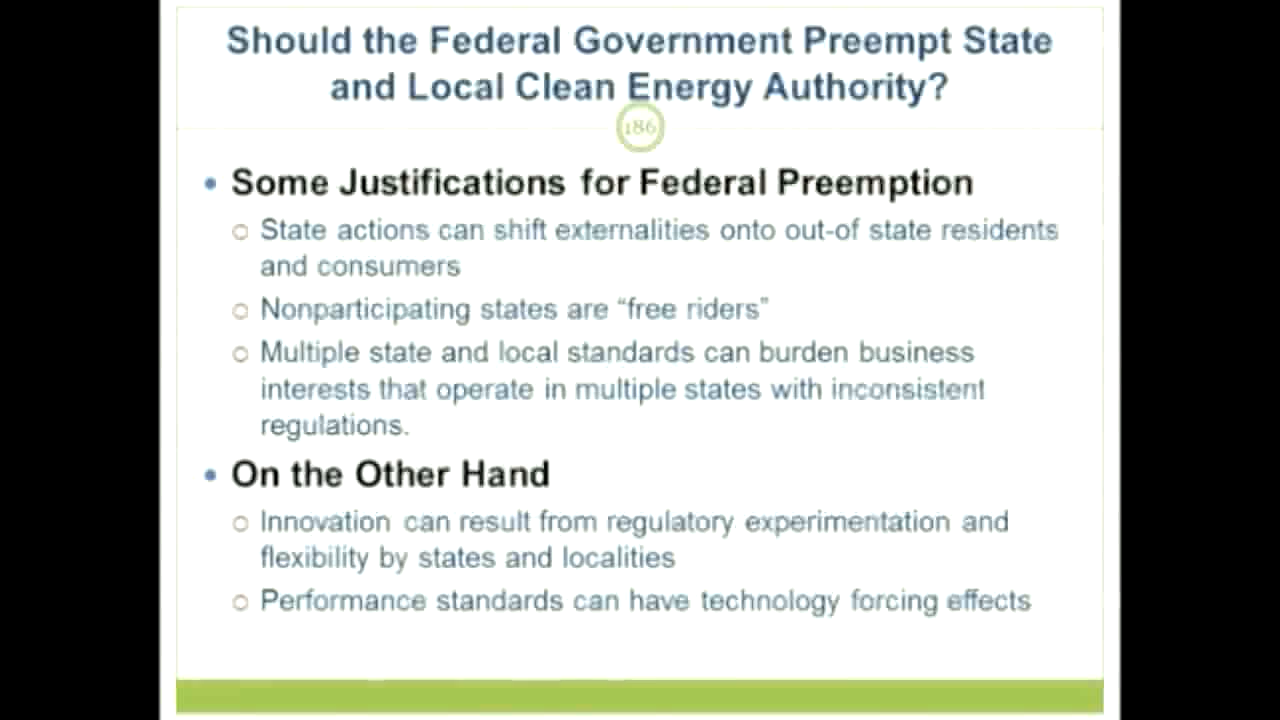 Should the Federal Government Preempt State
and Local Clean Energy Authority?
186
• Some Justifications for Federal Preemption
○ State actions can shift externalities onto out-of state residents
and consumers
○ Nonparticipating states are “free riders”
○ Multiple state and local standards can burden business
interests that operate in multiple states with inconsistent
regulations.
• On the Other Hand
○ Innovation can result from regulatory experimentation and
flexibility by states and localities
○ Performance standards can have technology forcing effects